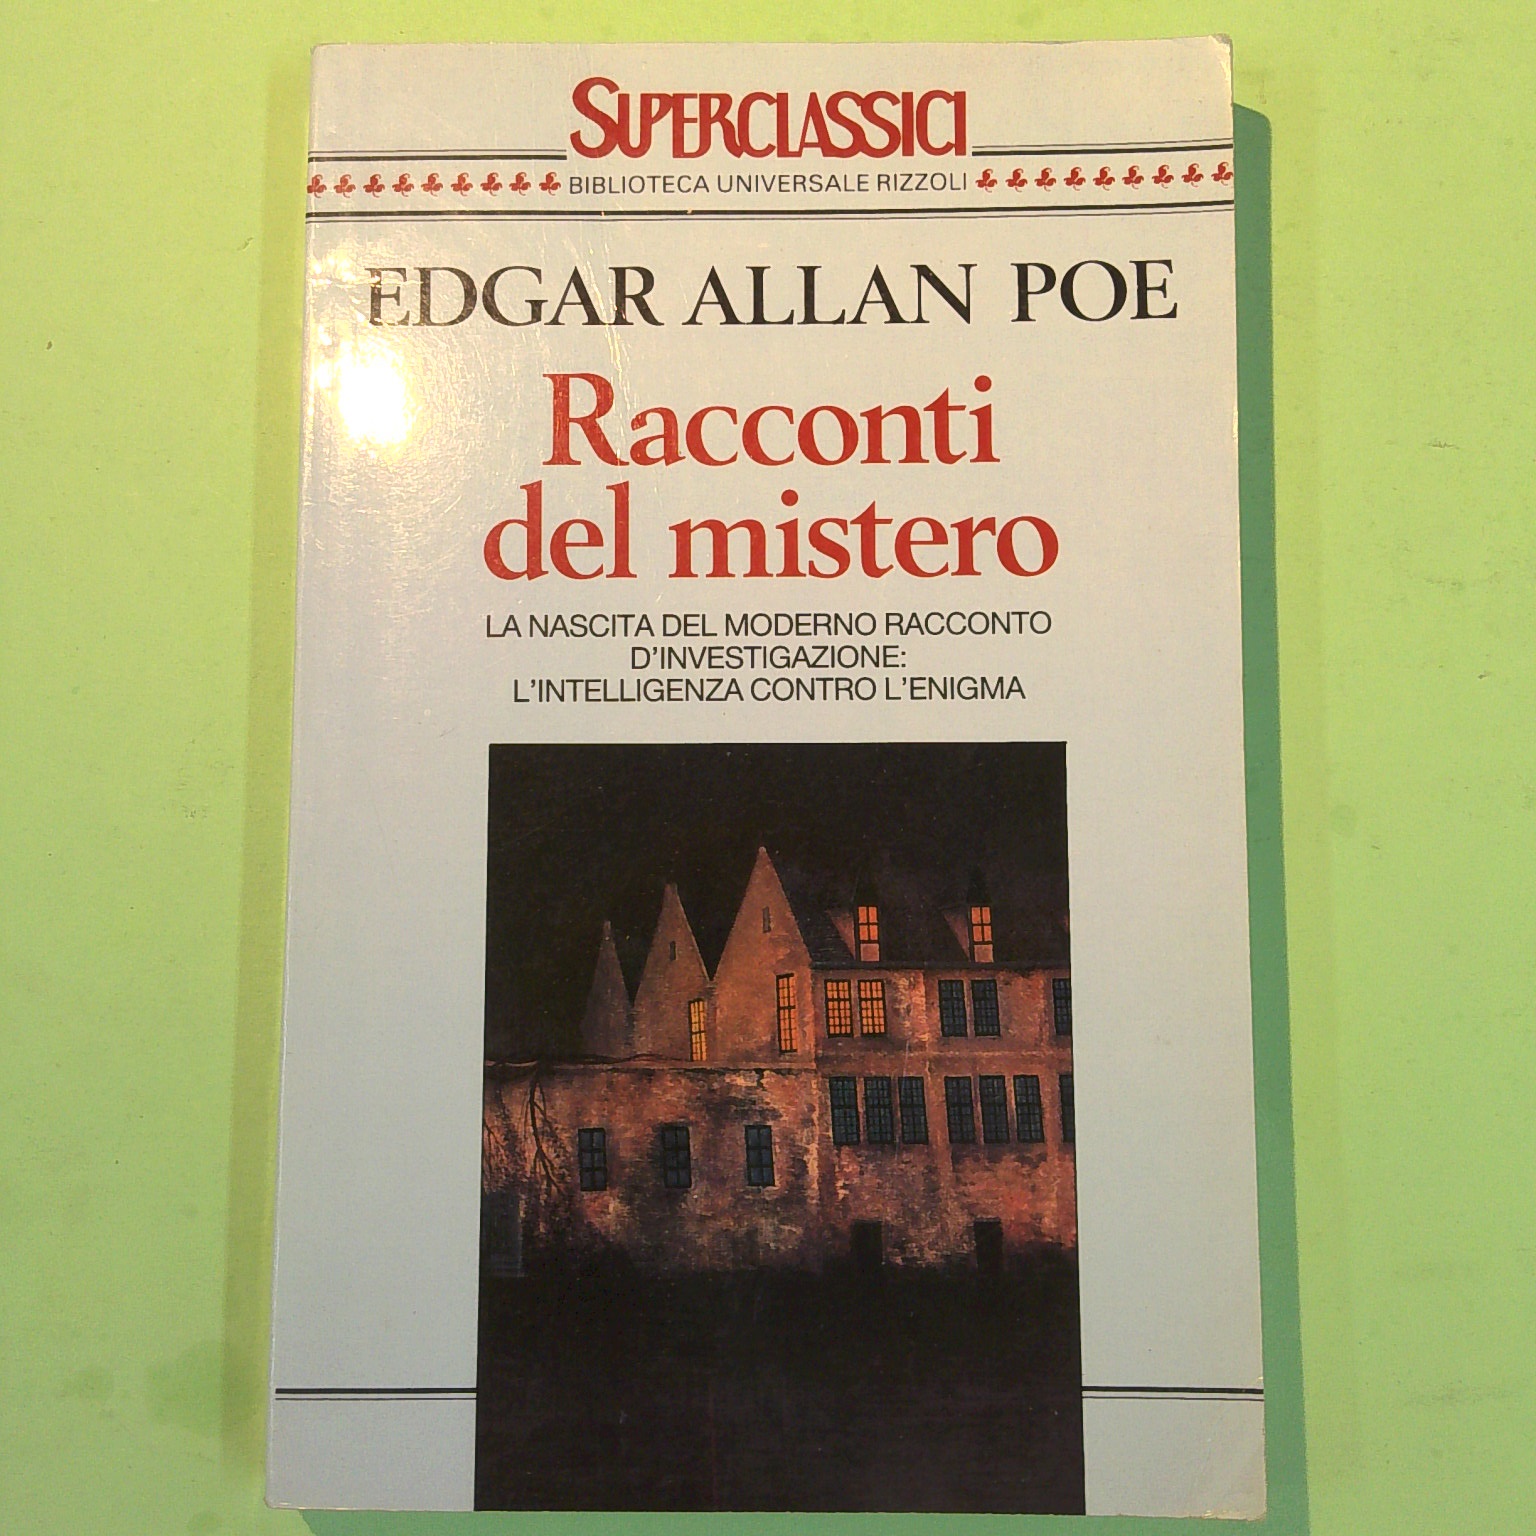 SUPERCLASSICI
BIBLIOTECA UNIVERSALE RIZZOLI
EDGAR ALLAN POE
Racconti
del mistero
LA NASCITA DEL MODERNO RACCONTO
D'INVESTIGAZIONE:
L'INTELLIGENZA CONTRO L'ENIGMA